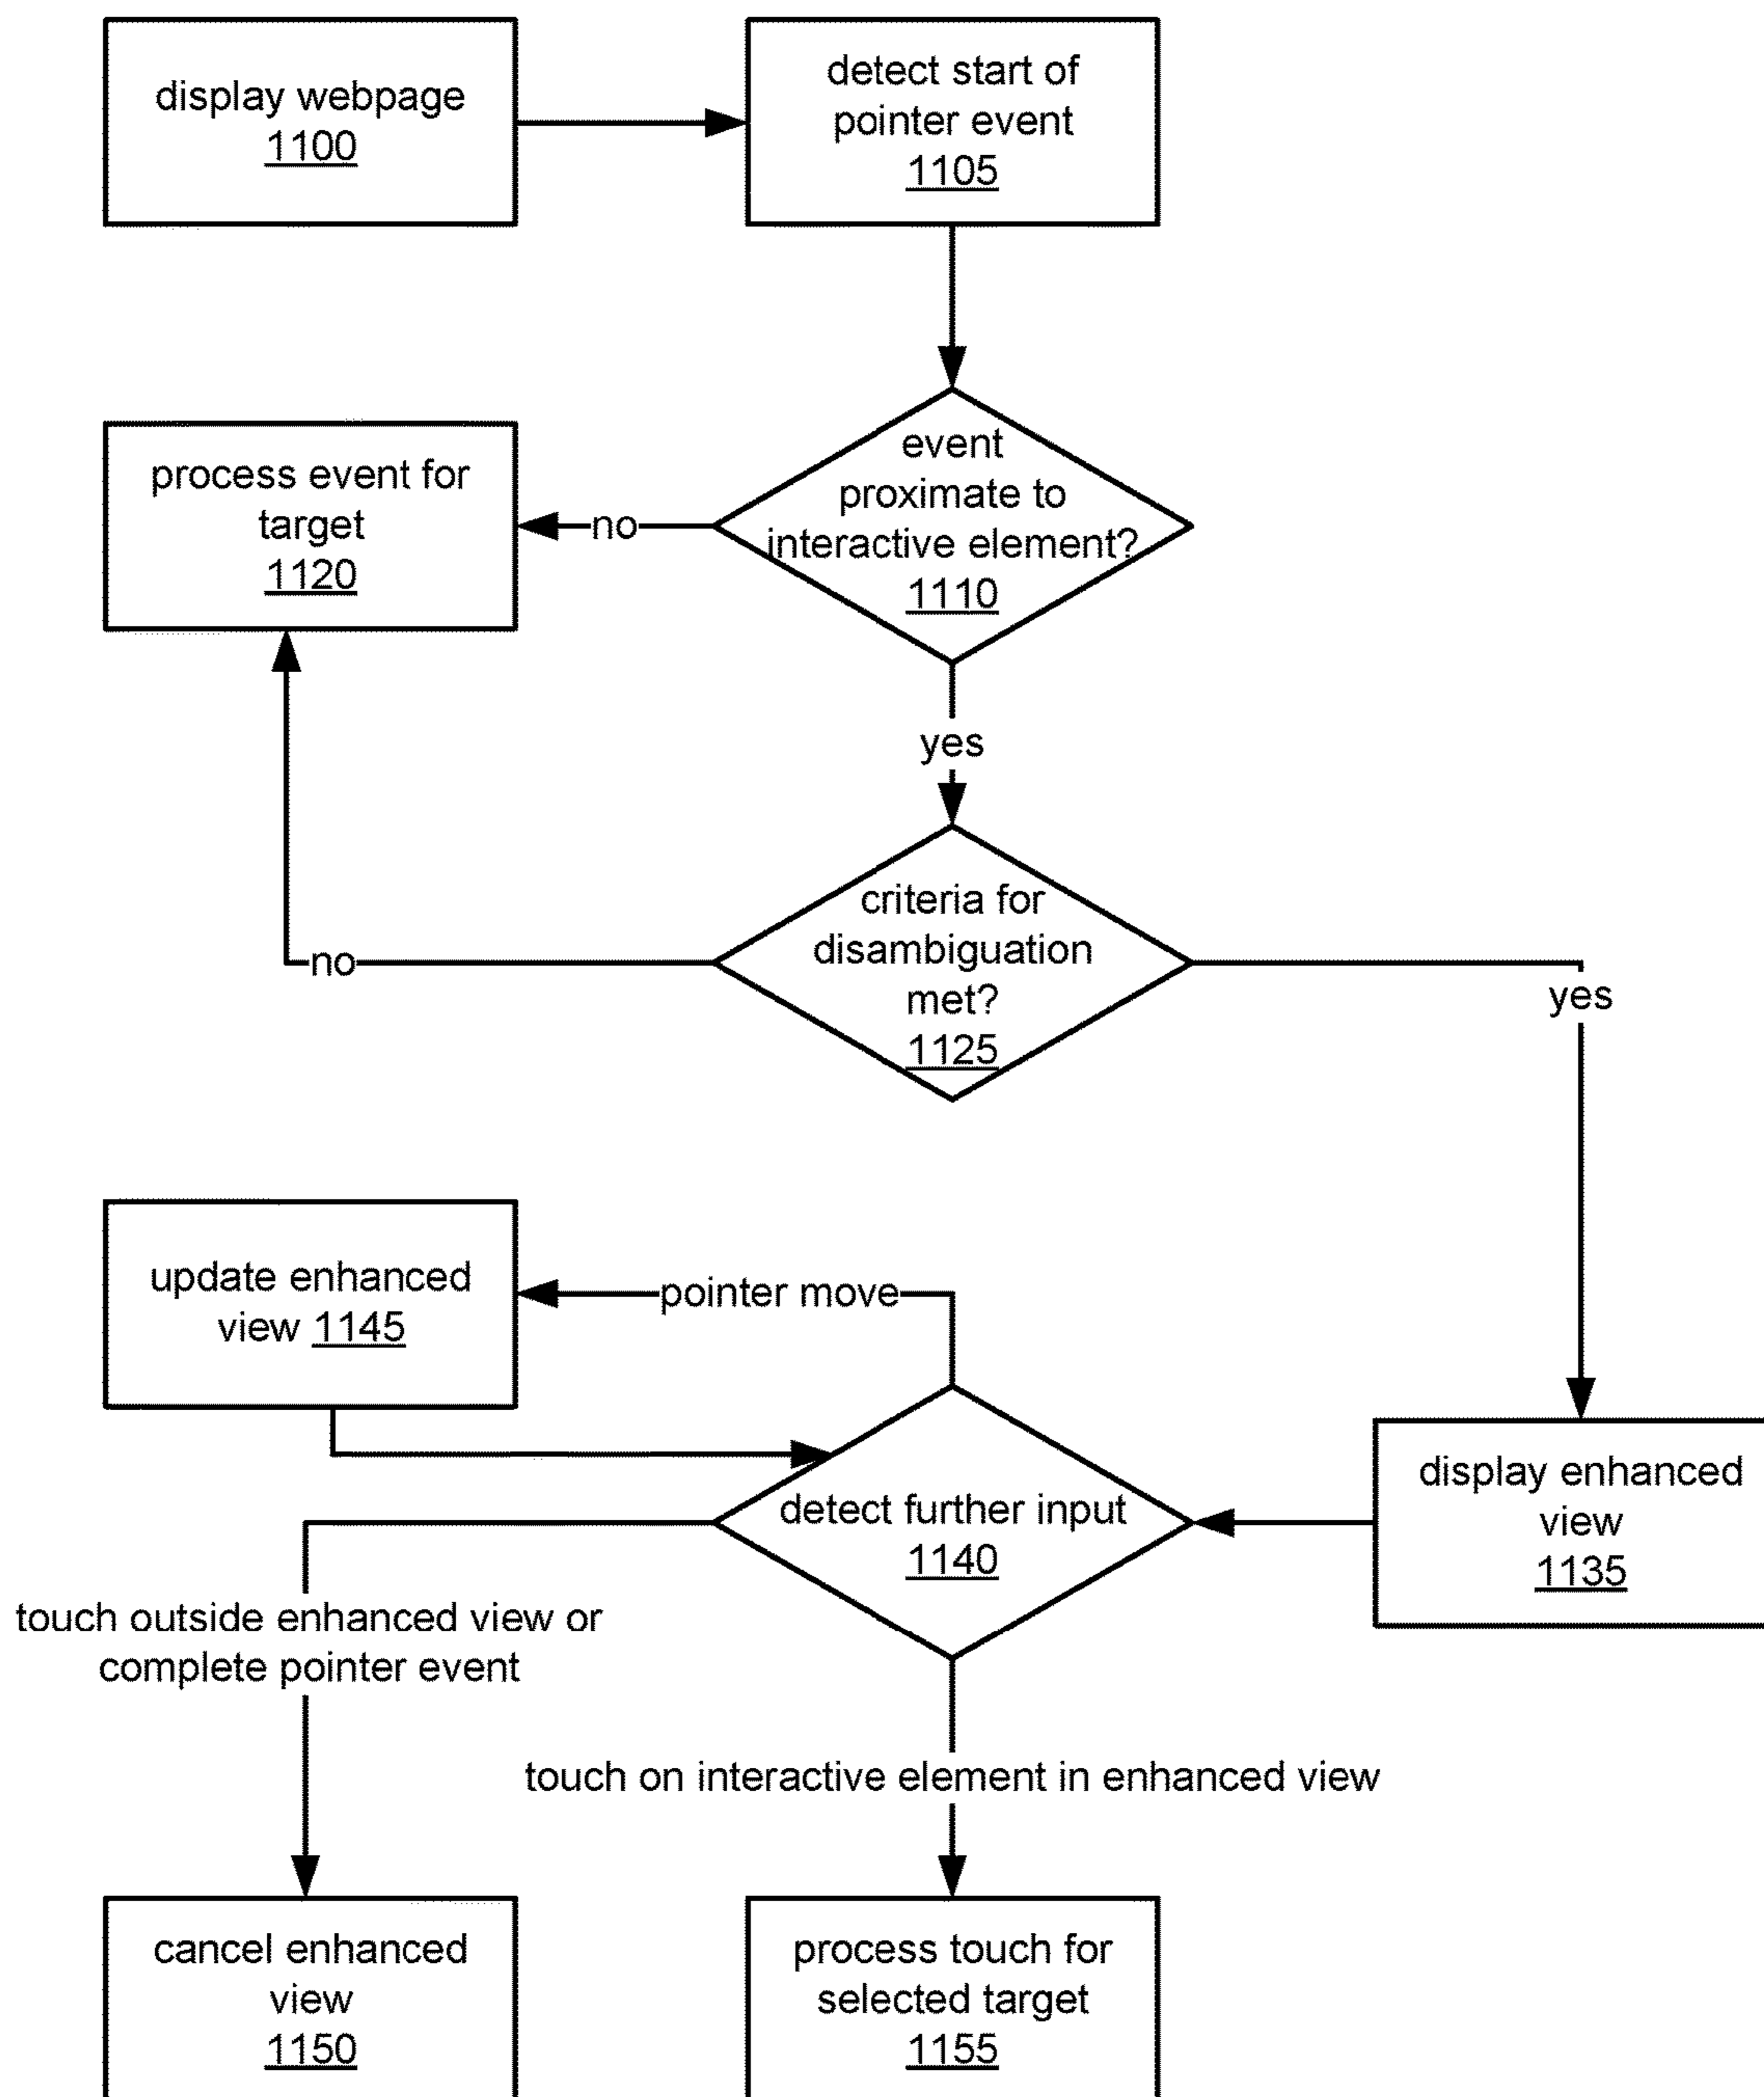 display webpage
1100
detect start of
pointer event
1105
event
proximate to
interactive element?
1110
no
process event for
target
1120
yes
criteria for
disambiguation
met?
1125
no
yes
update enhanced
view 1145
pointer move
detect further input
1140
display enhanced
view
1135
touch outside enhanced view or
complete pointer event
touch on interactive element in enhanced view
cancel enhanced
view
1150
process touch for
selected target
1155